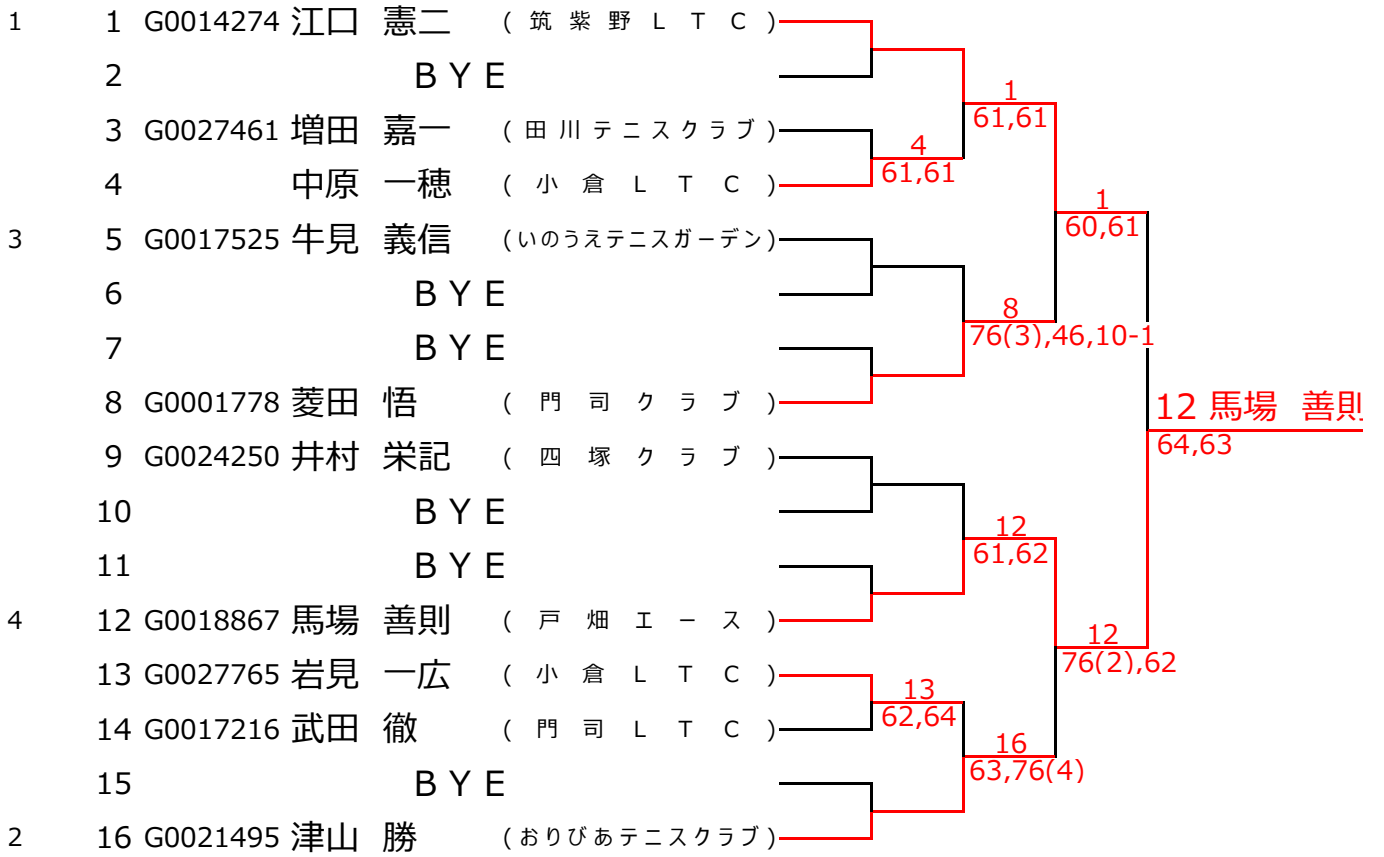 1 1 G0014274 江口 憲二 (筑紫野LTC)
2 BYE
1
61,61
3 G0027461 増田 嘉一 (田川テニスクラブ)
4
61,61
4 中原 一穂 (小倉LTC)
1
60,61
3 5 G0017525 牛見 義信 (いのうえテニスガーデン)
6 BYE
8
76(3),46,10-1
7 BYE
8 G0001778 菱田 悟 (門司クラブ)
12 馬場 善則
64,63
9 G0024250 井村 栄記 (四塚クラブ)
10 BYE
12
61,62
11 BYE
4 12 G0018867 馬場 善則 (戸畑エース)
12
76(2),62
13 G0027765 岩見 一広 (小倉LTC)
13
62,64
14 G0017216 武田 徹 (門司LTC)
16
63,76(4)
15 BYE
2 16 G0021495 津山 勝 (おりびあテニスクラブ)